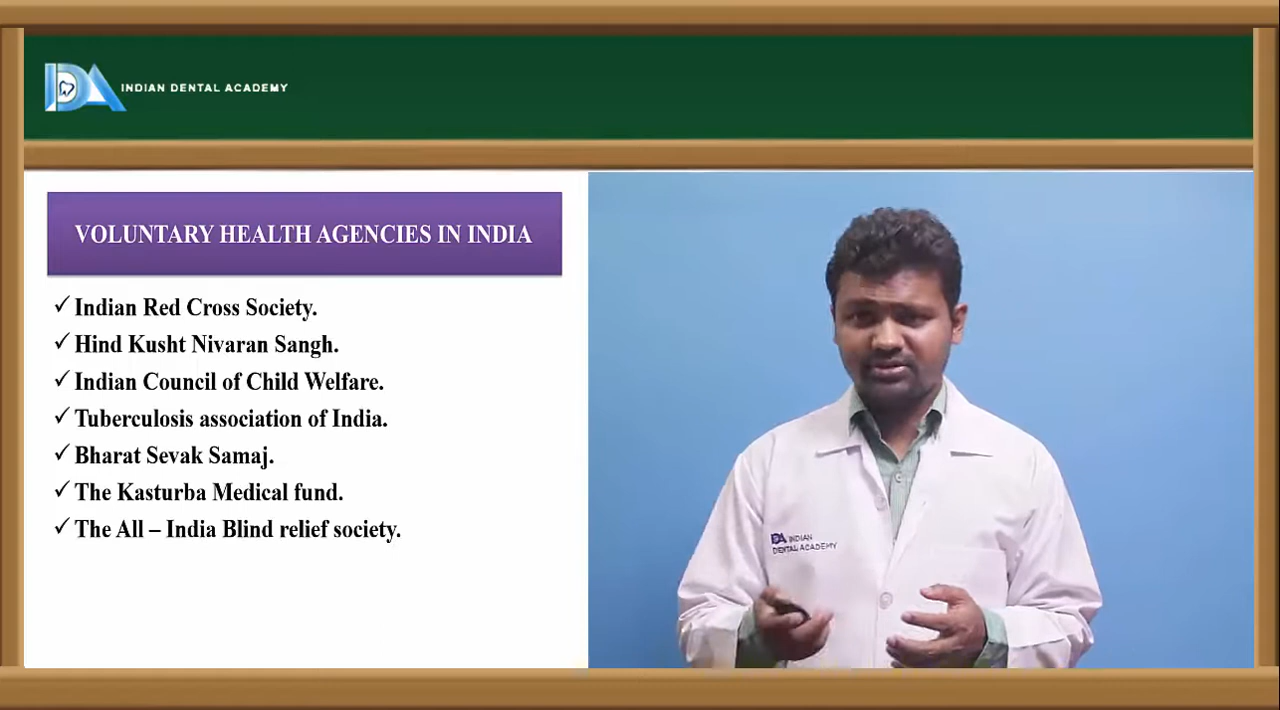 IDA INDIAN DENTAL ACADEMY
VOLUNTARY HEALTH AGENCIES IN INDIA
✓ Indian Red Cross Society.
✓ Hind Kusht Nivaran Sangh.
✓ Indian Council of Child Welfare.
✓ Tuberculosis association of India.
✓ Bharat Sevak Samaj.
✓ The Kasturba Medical fund.
✓ The All – India Blind relief society.
IDA INDIAN
DENTAL ACADEMY